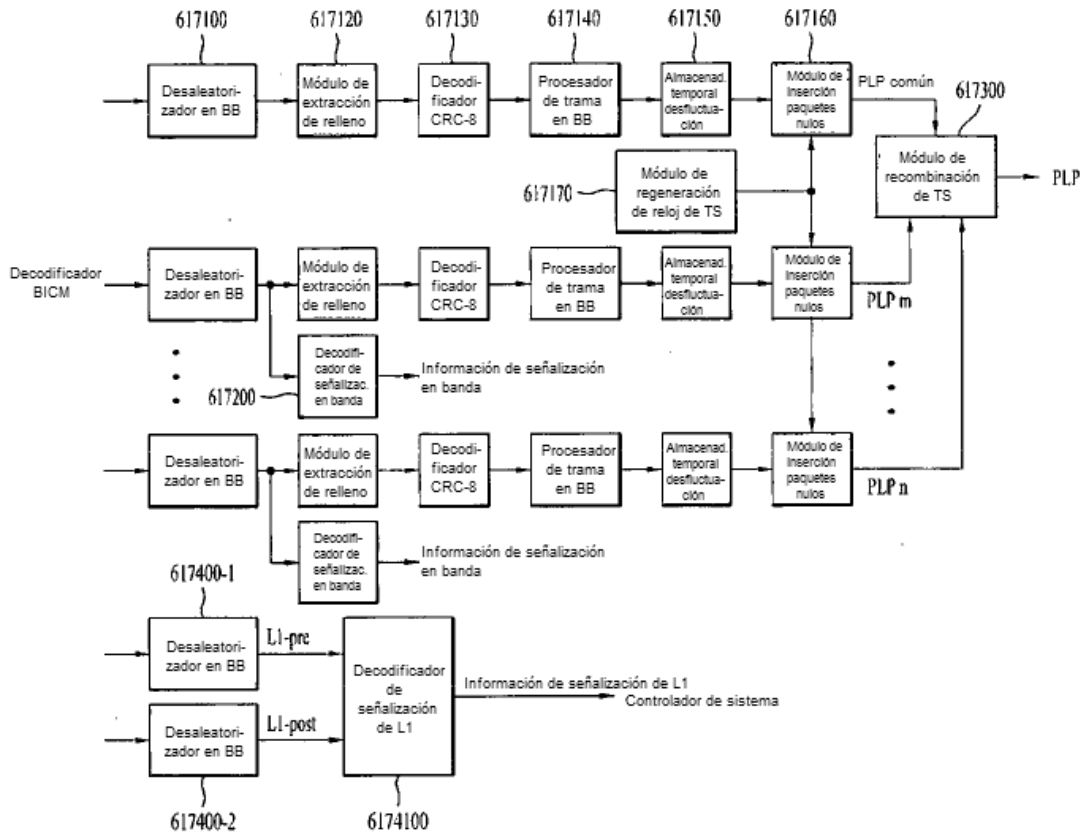 617100
617120
617130
617140
617150
617160
Desaleatori-
zador en BB
Módulo de
extracción
de relleno
Decodi-
ficador
CRC-8
Procesador
de trama
en BB
Almacenad.
temporal
desfluctua-
ción
Módulo de
Inserción
paquetes
nulos
PLP común
617300
Módulo de
recombinación
de TS
PLP
617170
Módulo de
regeneración
de reloj de TS
Decodificador
BICM
Desaleatori-
zador en BB
Módulo de
extracción
de relleno
Decodi-
ficador
CRC-8
Procesador
de trama
en BB
Almacenad.
temporal
desfluctua-
ción
Módulo de
Inserción
paquetes
nulos
PLP m
Decodifi-
cador de
señalizac.
en banda
Información de señalización
en banda
617200
Desaleatori-
zador en BB
Módulo de
extracción
de relleno
Decodi-
ficador
CRC-8
Procesador
de trama
en BB
Almacenad.
temporal
desfluctua-
ción
Módulo de
Inserción
paquetes
nulos
PLP n
Decodifi-
cador de
señalizac.
en banda
Información de señalización
en banda
617400-1
Desaleatori-
zador en BB
L1-pre
Decodificador
de
señalización
de L1
Información de señalización de L1
Controlador de sistema
Desaleatori-
zador en BB
L1-post
617400-2
6174100